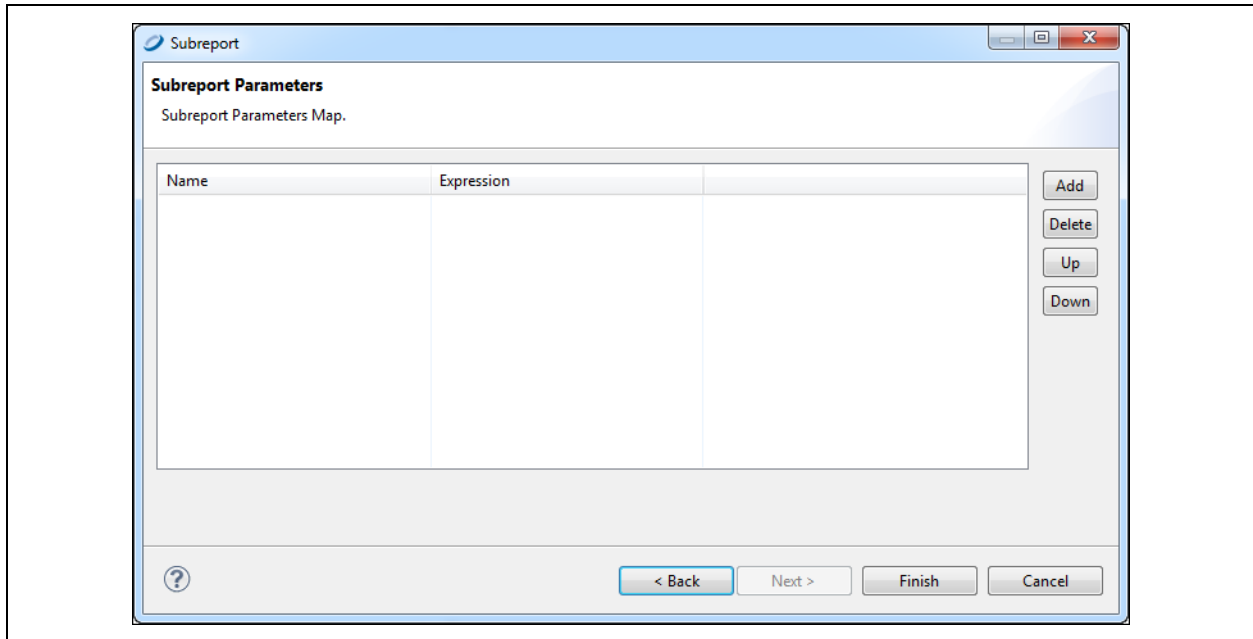 Subreport
Subreport Parameters
Subreport Parameters Map.
Name Expression
Add
Delete
Up
Down
? < Back Next > Finish Cancel